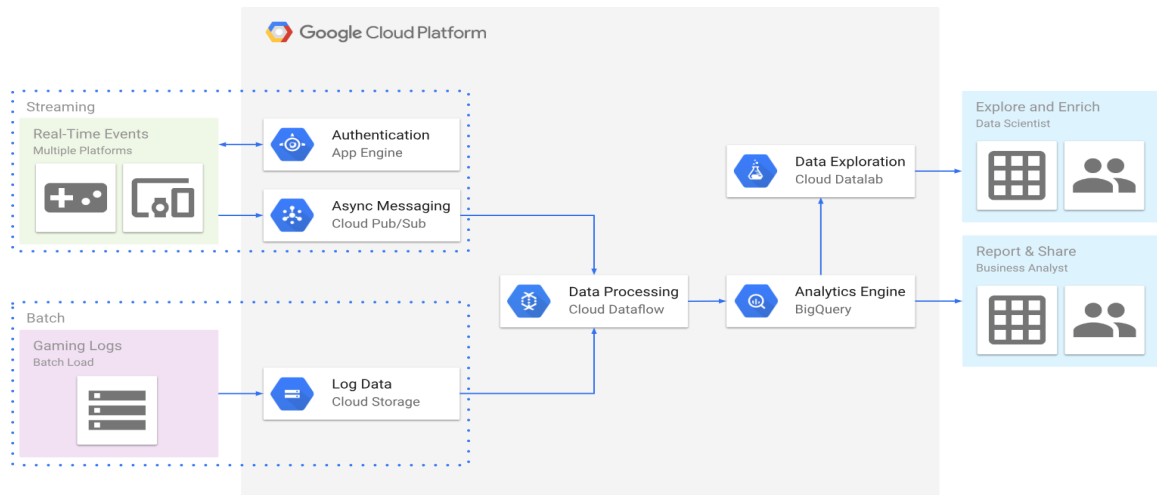 Google Cloud Platform
Streaming
Real-Time Events
Multiple Platforms
Authentication
App Engine
Async Messaging
Cloud Pub/Sub
Batch
Gaming Logs
Batch Load
Log Data
Cloud Storage
Data Processing
Cloud Dataflow
Data Exploration
Cloud Datalab
Analytics Engine
BigQuery
Explore and Enrich
Data Scientist
Report & Share
Business Analyst